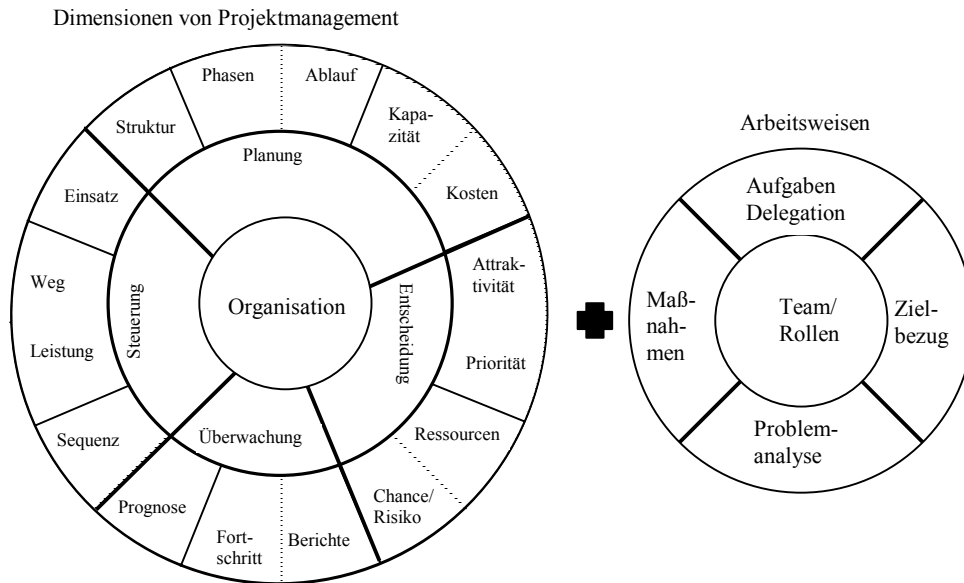 Dimensionen von Projektmanagement
Phasen
Ablauf
Struktur
Kapa-
zität
Planung
Einsatz
Kosten
Weg
Leistung
Steuerung
Organisation
Entscheidung
Attrak-
tivität
Priorität
Sequenz
Überwachung
Ressourcen
Prognose
Fort-
schritt
Berichte
Chance/
Risiko
Arbeitsweisen
Aufgaben
Delegation
Maß-
nah-
men
Team/
Rollen
Ziel-
bezug
Problem-
analyse